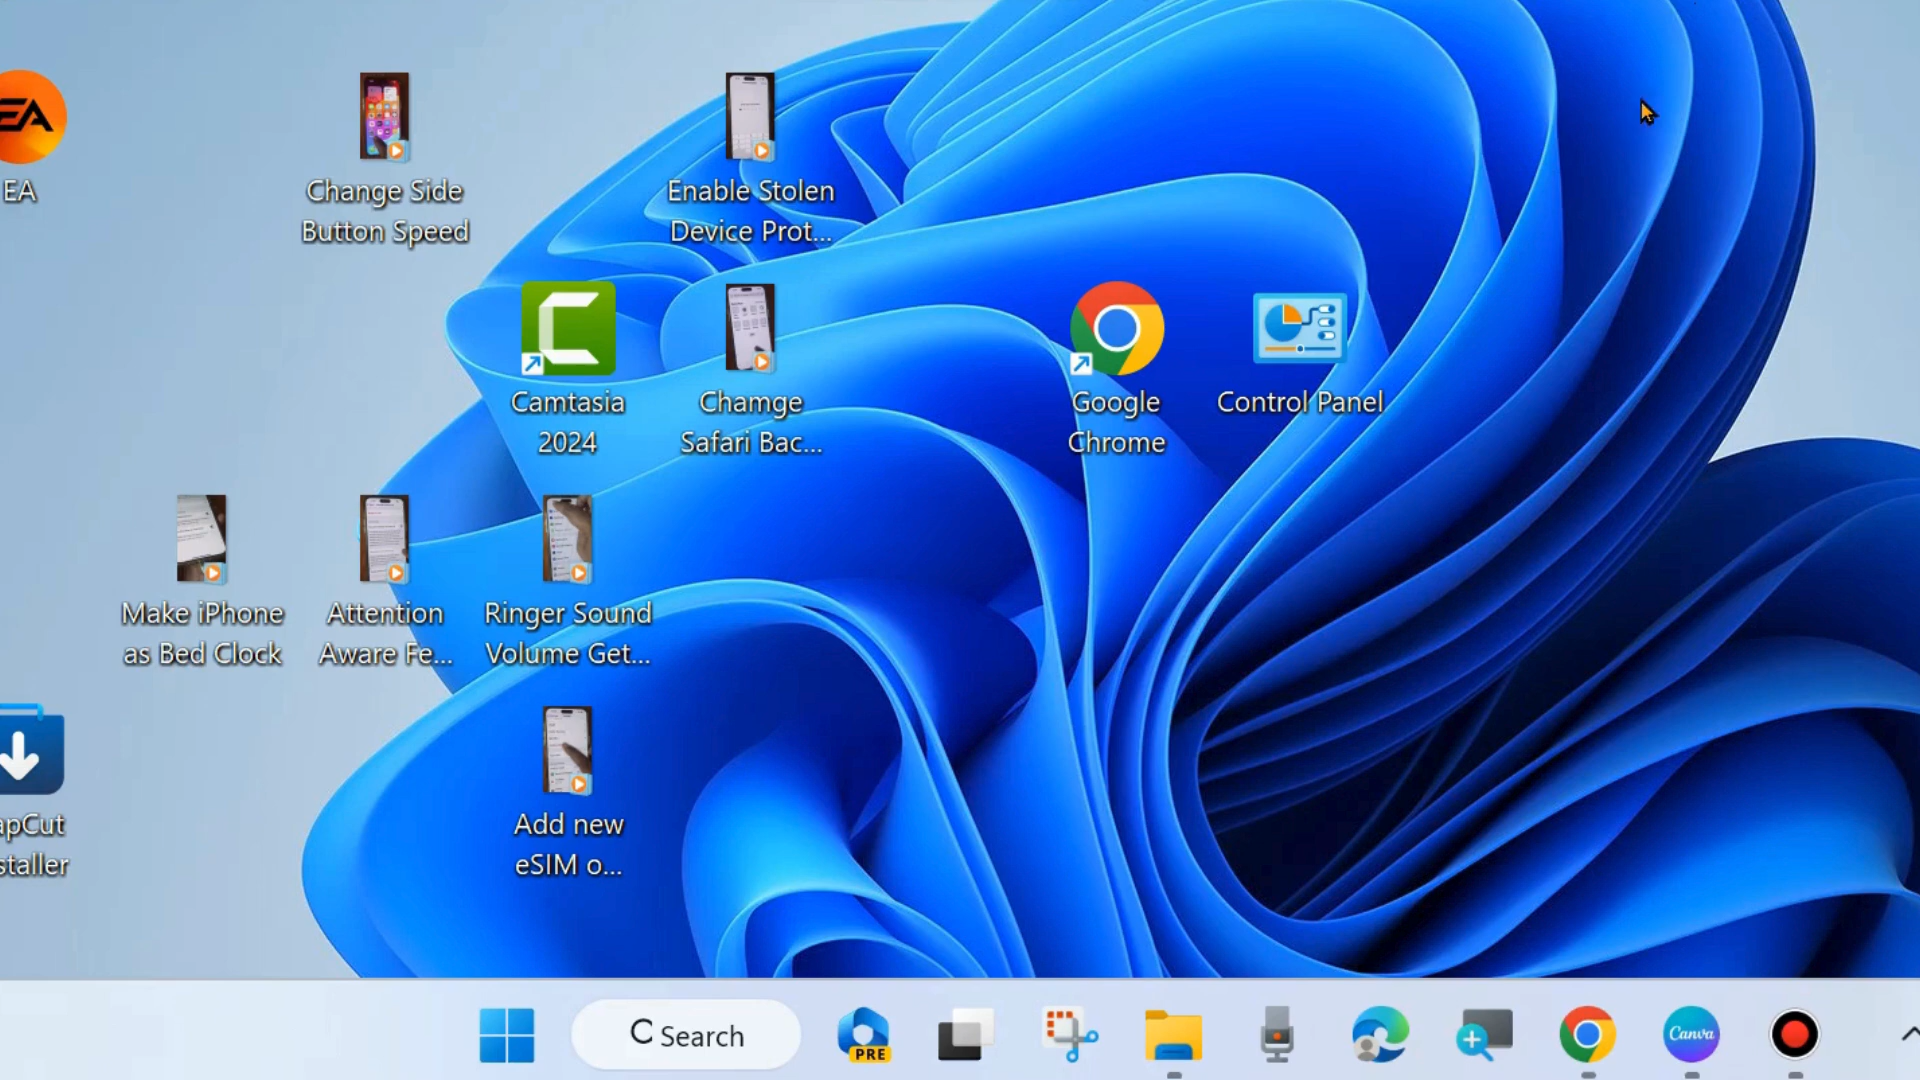 EA
EA
Change Side
Button Speed
Enable Stolen
Device Prot...
Camtasia
2024
Chamge
Safari Bac...
Google
Chrome
Control Panel
Make iPhone
as Bed Clock
Attention
Aware Fe...
Ringer Sound
Volume Get...
apCut
staller
Add new
eSIM o...
Search
PRE
Canva